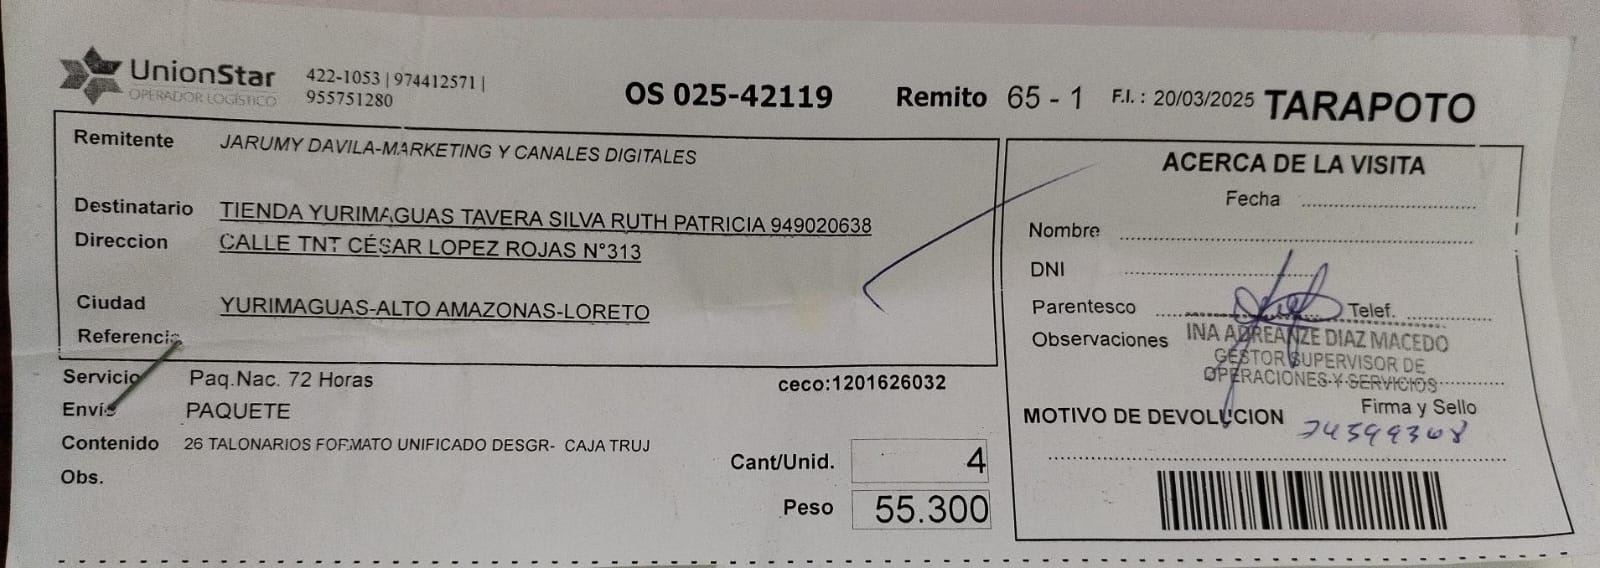 UnionStar
OPERADOR LOGÍSTICO
422-1053 | 974412571 |
955751280
OS 025-42119
Remito 65 - 1
F.I. : 20/03/2025
TARAPOTO
Remitente JARUMY DAVILA-MARKETING Y CANALES DIGITALES
Destinatario TIENDA YURIMAGUAS TAVERA SILVA RUTH PATRICIA 949020638
Direccion CALLE TNT CÉSAR LOPEZ ROJAS N°313
Ciudad YURIMAGUAS-ALTO AMAZONAS-LORETO
Referencia
Servicio Paq.Nac. 72 Horas
ceco:1201626032
Envío PAQUETE
Contenido 26 TALONARIOS FORMATO UNIFICADO DESGR- CAJA TRUJ
Obs.
Cant/Unid. 4
Peso 55.300
ACERCA DE LA VISITA
Fecha
Nombre
DNI
Parentesco Telef.
Observaciones INA ADREANZE DIAZ MACEDO
GESTOR SUPERVISOR DE
OPERACIONES Y SERVICIOS
Firma y Sello
MOTIVO DE DEVOLUCION
74599368